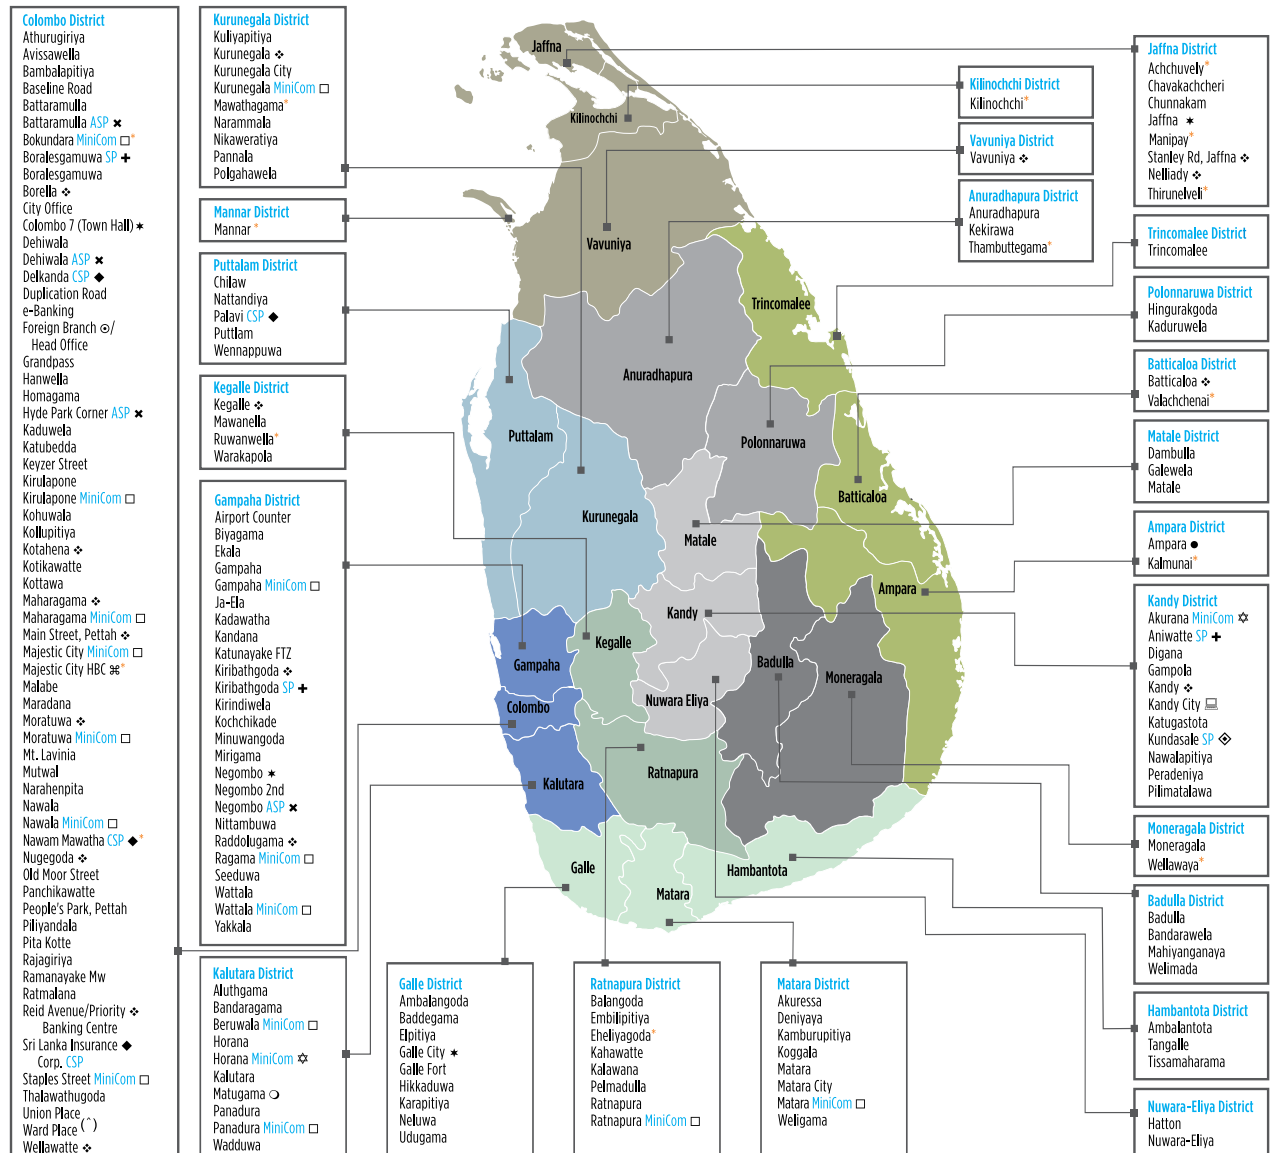 Colombo District
Athurugiriya
Avissawella
Bambalapitiya
Baseline Road
Battaramulla
Battaramulla ASP ✖
Bokundara MiniCom □*
Boralesgamuwa SP ✚
Boralesgamuwa
Borella ❖
City Office
Colombo 7 (Town Hall) ✶
Dehiwala
Dehiwala ASP ✖
Delkanda CSP ◆
Duplication Road
e-Banking
Foreign Branch ⊙/
Head Office
Grandpass
Hanwella
Homagama
Hyde Park Corner ASP ✖
Kaduwela
Katubedda
Keyzer Street
Kirulapone
Kirulapone MiniCom □
Kohuwala
Kollupitiya
Kotahena ❖
Kotikawatte
Kottawa
Maharagama ❖
Maharagama MiniCom □
Main Street, Pettah ❖
Majestic City MiniCom □
Majestic City HBC ⌘*
Malabe
Maradana
Moratuwa ❖
Moratuwa MiniCom □
Mt. Lavinia
Mutwal
Narahenpita
Nawala
Nawala MiniCom □
Nawam Mawatha CSP ◆*
Nugegoda ❖
Old Moor Street
Panchikawatte
People's Park, Pettah
Piliyandala
Pita Kotte
Rajagiriya
Ramanayake Mw
Ratmalana
Reid Avenue/Priority ❖
Banking Centre
Sri Lanka Insurance ◆
Corp. CSP
Staples Street MiniCom □
Thalawathugoda
Union Place
Ward Place (^)
Wellawatte ❖
Kurunegala District
Kuliyapitiya
Kurunegala ❖
Kurunegala City
Kurunegala MiniCom □
Mawathagama*
Narammala
Nikaweratiya
Pannala
Polgahawela
Mannar District
Mannar *
Puttalam District
Chilaw
Nattandiya
Palavi CSP ◆
Puttlam
Wennappuwa
Kegalle District
Kegalle ❖
Mawanella
Ruwanwella*
Warakapola
Gampaha District
Airport Counter
Biyagama
Ekala
Gampaha
Gampaha MiniCom □
Ja-Ela
Kadawatha
Kandana
Katunayake FTZ
Kiribathgoda ❖
Kiribathgoda SP ✚
Kirindiwela
Kochchikade
Minuwangoda
Mirigama
Negombo ✶
Negombo 2nd
Negombo ASP ✖
Nittambuwa
Raddolugama ❖
Ragama MiniCom □
Seeduwa
Wattala
Wattala MiniCom □
Yakkala
Kalutara District
Aluthgama
Bandaragama
Beruwala MiniCom □
Horana
Horana MiniCom ✡
Kalutara
Matugama ❍
Panadura
Panadura MiniCom □
Wadduwa
Jaffna
Kilinochchi
Vavuniya
Trincomalee
Anuradhapura
Puttalam
Polonnaruwa
Batticaloa
Kurunegala
Matale
Ampara
Kandy
Kegalle
Badulla
Gampaha
Moneragala
Nuwara Eliya
Colombo
Ratnapura
Kalutara
Galle
Hambantota
Matara
Galle District
Ambalangoda
Baddegama
Elpitiya
Galle City ✶
Galle Fort
Hikkaduwa
Karapitiya
Neluwa
Udugama
Ratnapura District
Balangoda
Embilipitiya
Eheliyagoda*
Kahawatte
Kalawana
Pelmadulla
Ratnapura
Ratnapura MiniCom □
Matara District
Akuressa
Deniyaya
Kamburupitiya
Koggala
Matara
Matara City
Matara MiniCom □
Weligama
Kilinochchi District
Kilinochchi *
Vavuniya District
Vavuniya ❖
Anuradhapura District
Anuradhapura
Kekirawa
Thambuttegama*
Jaffna District
Achchuvely*
Chavakachcheri
Chunnakam
Jaffna ✶
Manipay*
Stanley Rd, Jaffna ❖
Nelliady ❖
Thirunelveli*
Trincomalee District
Trincomalee
Polonnaruwa District
Hingurakgoda
Kaduruwela
Batticaloa District
Batticaloa ❖
Valachchenai*
Matale District
Dambulla
Galewela
Matale
Ampara District
Ampara ●
Kalmunai*
Kandy District
Akurana MiniCom ✡
Aniwatte SP ✚
Digana
Gampola
Kandy ❖
Kandy City 💻
Katugastota
Kundasale SP ◈
Nawalapitiya
Peradeniya
Pilimatalawa
Moneragala District
Moneragala
Wellawaya*
Badulla District
Badulla
Bandarawela
Mahiyanganaya
Welimada
Hambantota District
Ambalantota
Tangalle
Tissamaharama
Nuwara-Eliya District
Hatton
Nuwara-Eliya